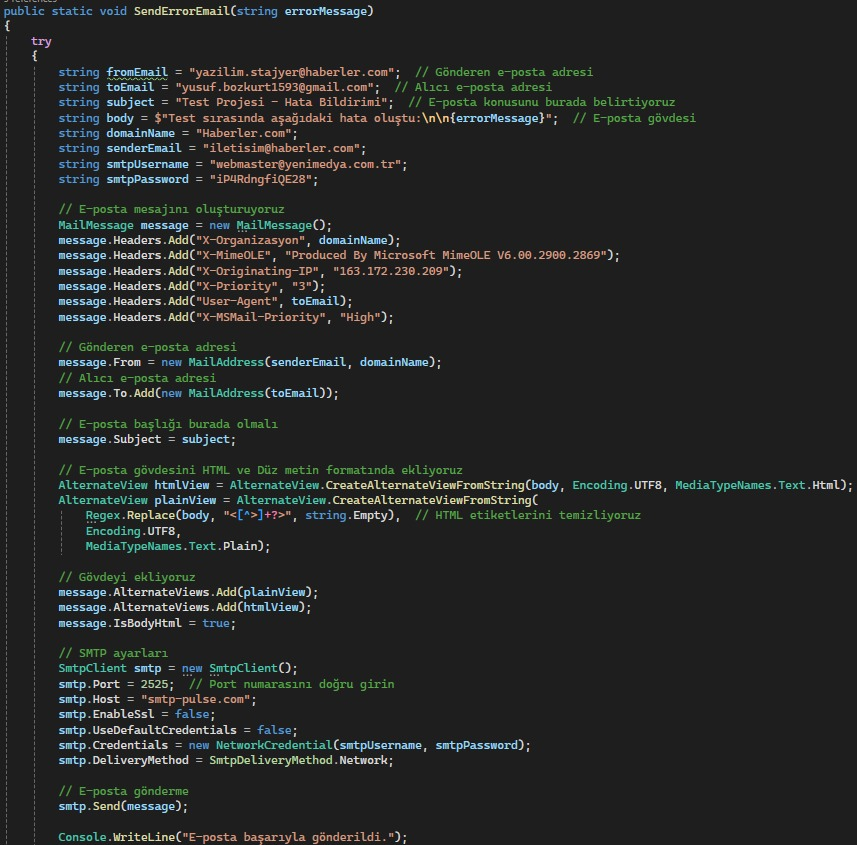 public static void SendErrorEmail(string errorMessage)
{
try
{
string fromEmail = "yazilim.stajyer@haberler.com";  // Gönderen e-posta adresi
string toEmail = "yusuf.bozkurt1593@gmail.com";  // Alıcı e-posta adresi
string subject = "Test Projesi - Hata Bildirimi";  // E-posta konusunu burada belirtiyoruz
string body = $"Test sırasında aşağıdaki hata oluştu:\n\n{errorMessage}";  // E-posta gövdesi
string domainName = "Haberler.com";
string senderEmail = "iletisim@haberler.com";
string smtpUsername = "webmaster@yenimedya.com.tr";
string smtpPassword = "iP4RdngfiQE28";
// E-posta mesajını oluşturuyoruz
MailMessage message = new MailMessage();
message.Headers.Add("X-Organizasyon", domainName);
message.Headers.Add("X-MimeOLE", "Produced By Microsoft MimeOLE V6.00.2900.2869");
message.Headers.Add("X-Originating-IP", "163.172.230.209");
message.Headers.Add("X-Priority", "3");
message.Headers.Add("User-Agent", toEmail);
message.Headers.Add("X-MSMail-Priority", "High");
// Gönderen e-posta adresi
message.From = new MailAddress(senderEmail, domainName);
// Alıcı e-posta adresi
message.To.Add(new MailAddress(toEmail));
// E-posta başlığı burada olmalı
message.Subject = subject;
// E-posta gövdesini HTML ve Düz metin formatında ekliyoruz
AlternateView htmlView = AlternateView.CreateAlternateViewFromString(body, Encoding.UTF8, MediaTypeNames.Text.Html);
AlternateView plainView = AlternateView.CreateAlternateViewFromString(
Regex.Replace(body, "<[^>]+?>", string.Empty),  // HTML etiketlerini temizliyoruz
Encoding.UTF8,
MediaTypeNames.Text.Plain);
// Gövdeyi ekliyoruz
message.AlternateViews.Add(plainView);
message.AlternateViews.Add(htmlView);
message.IsBodyHtml = true;
// SMTP ayarları
SmtpClient smtp = new SmtpClient();
smtp.Port = 2525;  // Port numarasını doğru girin
smtp.Host = "smtp-pulse.com";
smtp.EnableSsl = false;
smtp.UseDefaultCredentials = false;
smtp.Credentials = new NetworkCredential(smtpUsername, smtpPassword);
smtp.DeliveryMethod = SmtpDeliveryMethod.Network;
// E-posta gönderme
smtp.Send(message);
Console.WriteLine("E-posta başarıyla gönderildi.");